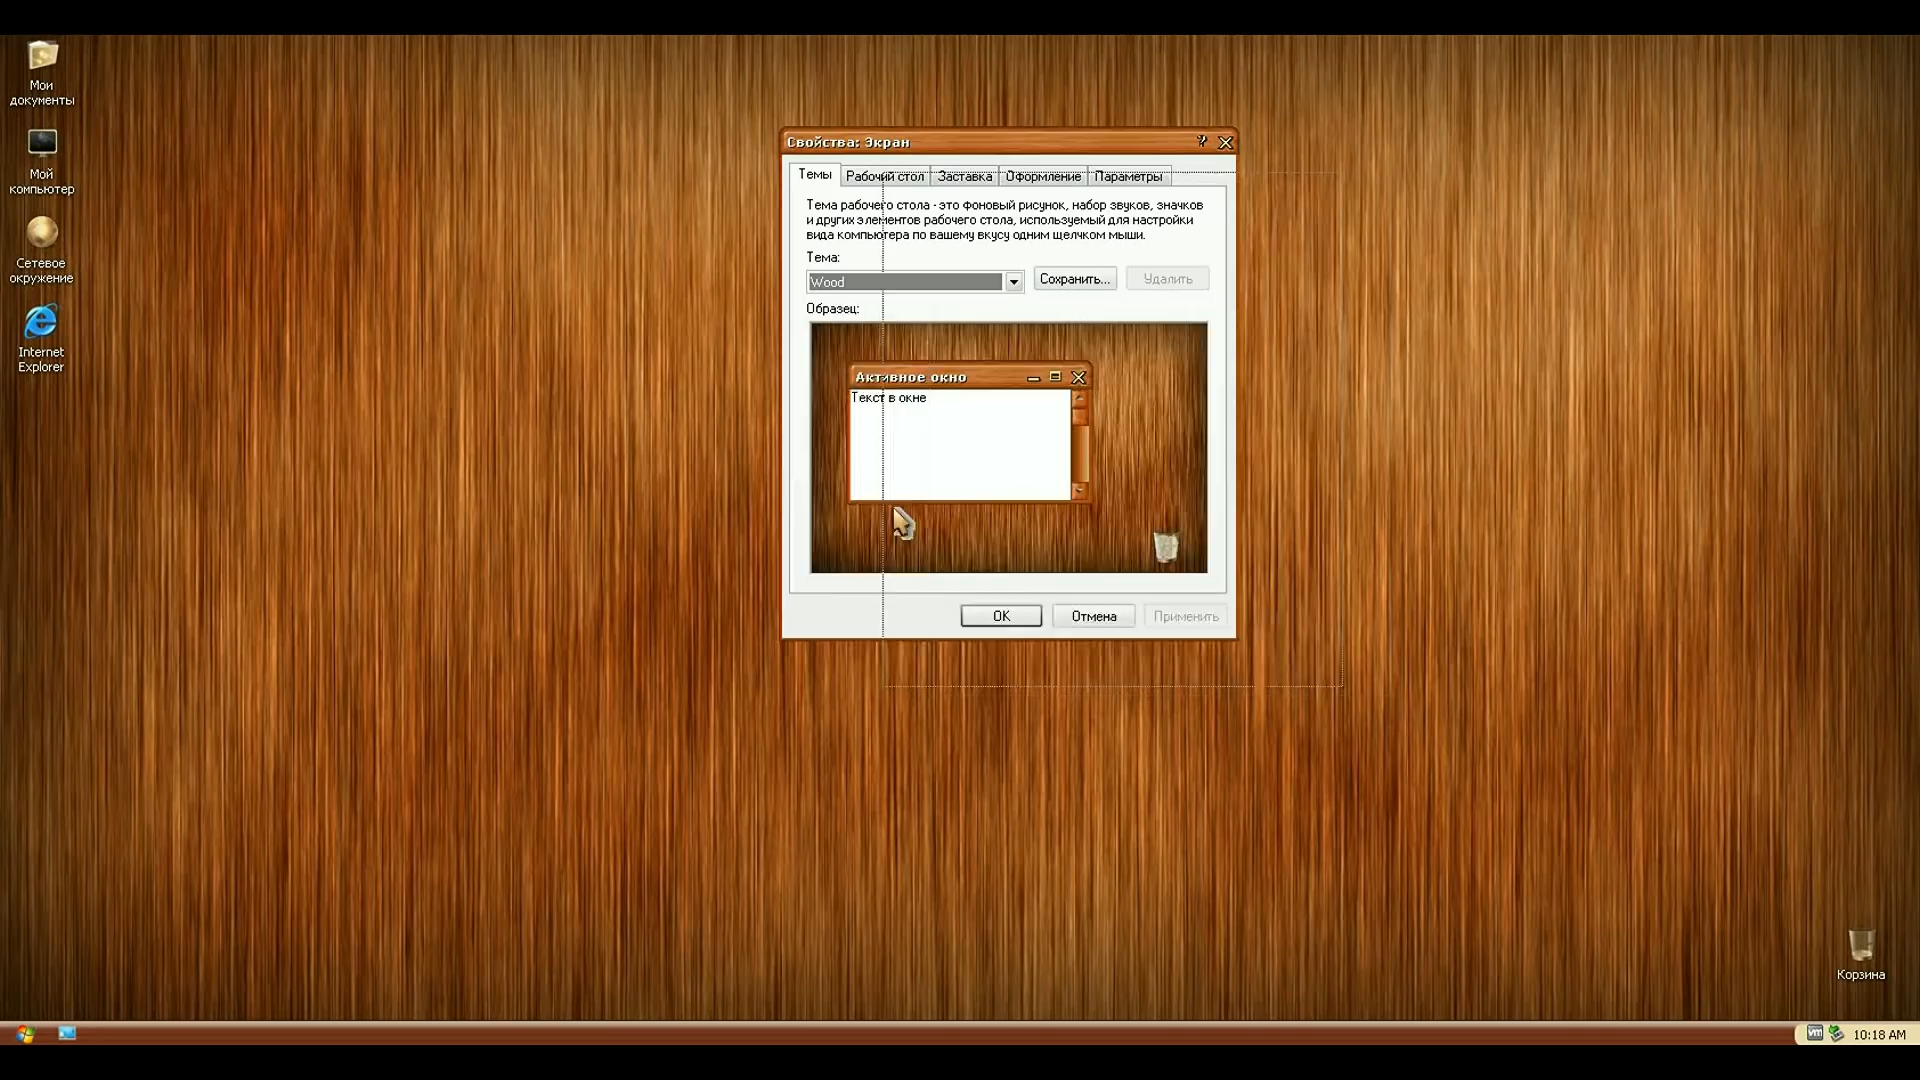 Мои
документы
Мой
компьютер
Сетевое
окружение
Internet
Explorer
Свойства: Экран
Темы
Рабочий стол
Заставка
Оформление
Параметры
Тема рабочего стола - это фоновый рисунок, набор звуков, значков
и других элементов рабочего стола, используемый для настройки
вида компьютера по вашему вкусу одним щелчком мыши.
Тема:
Wood
Сохранить...
Удалить
Образец:
Активное окно
Текст в окне
ОК
Отмена
Применить
Корзина
vm
10:18 AM